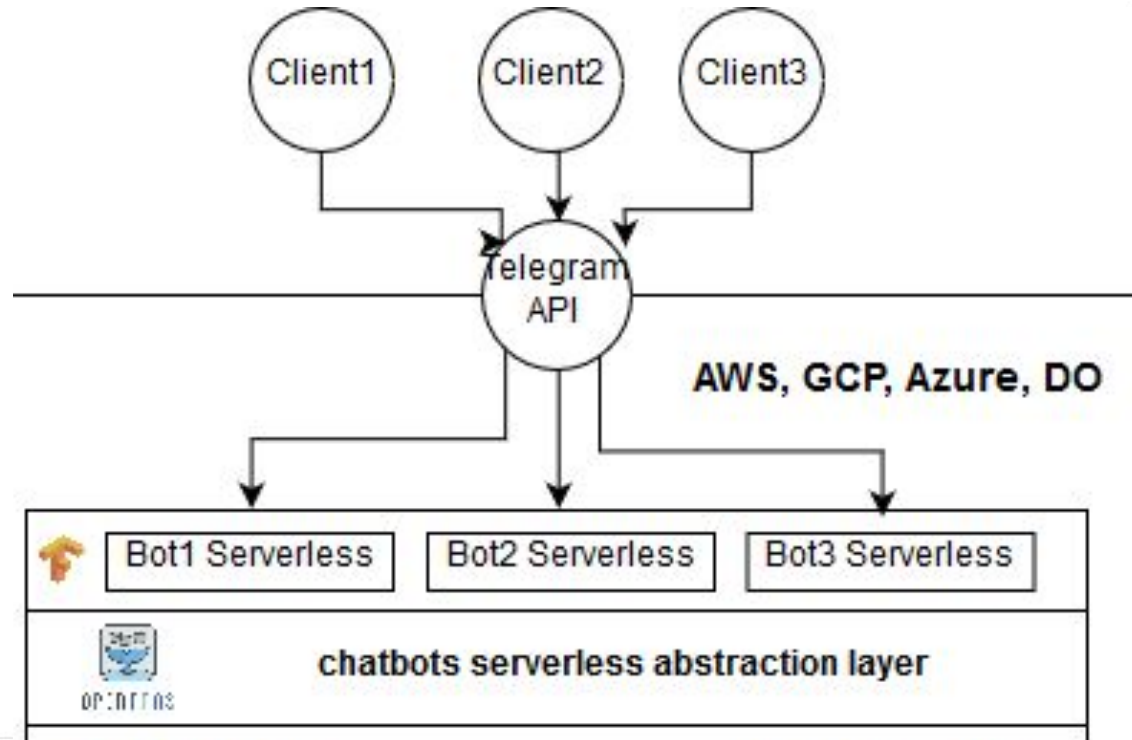 Client1
Client2
Client3
Telegram
API
AWS, GCP, Azure, DO
Bot1 Serverless
Bot2 Serverless
Bot3 Serverless
chatbots serverless abstraction layer